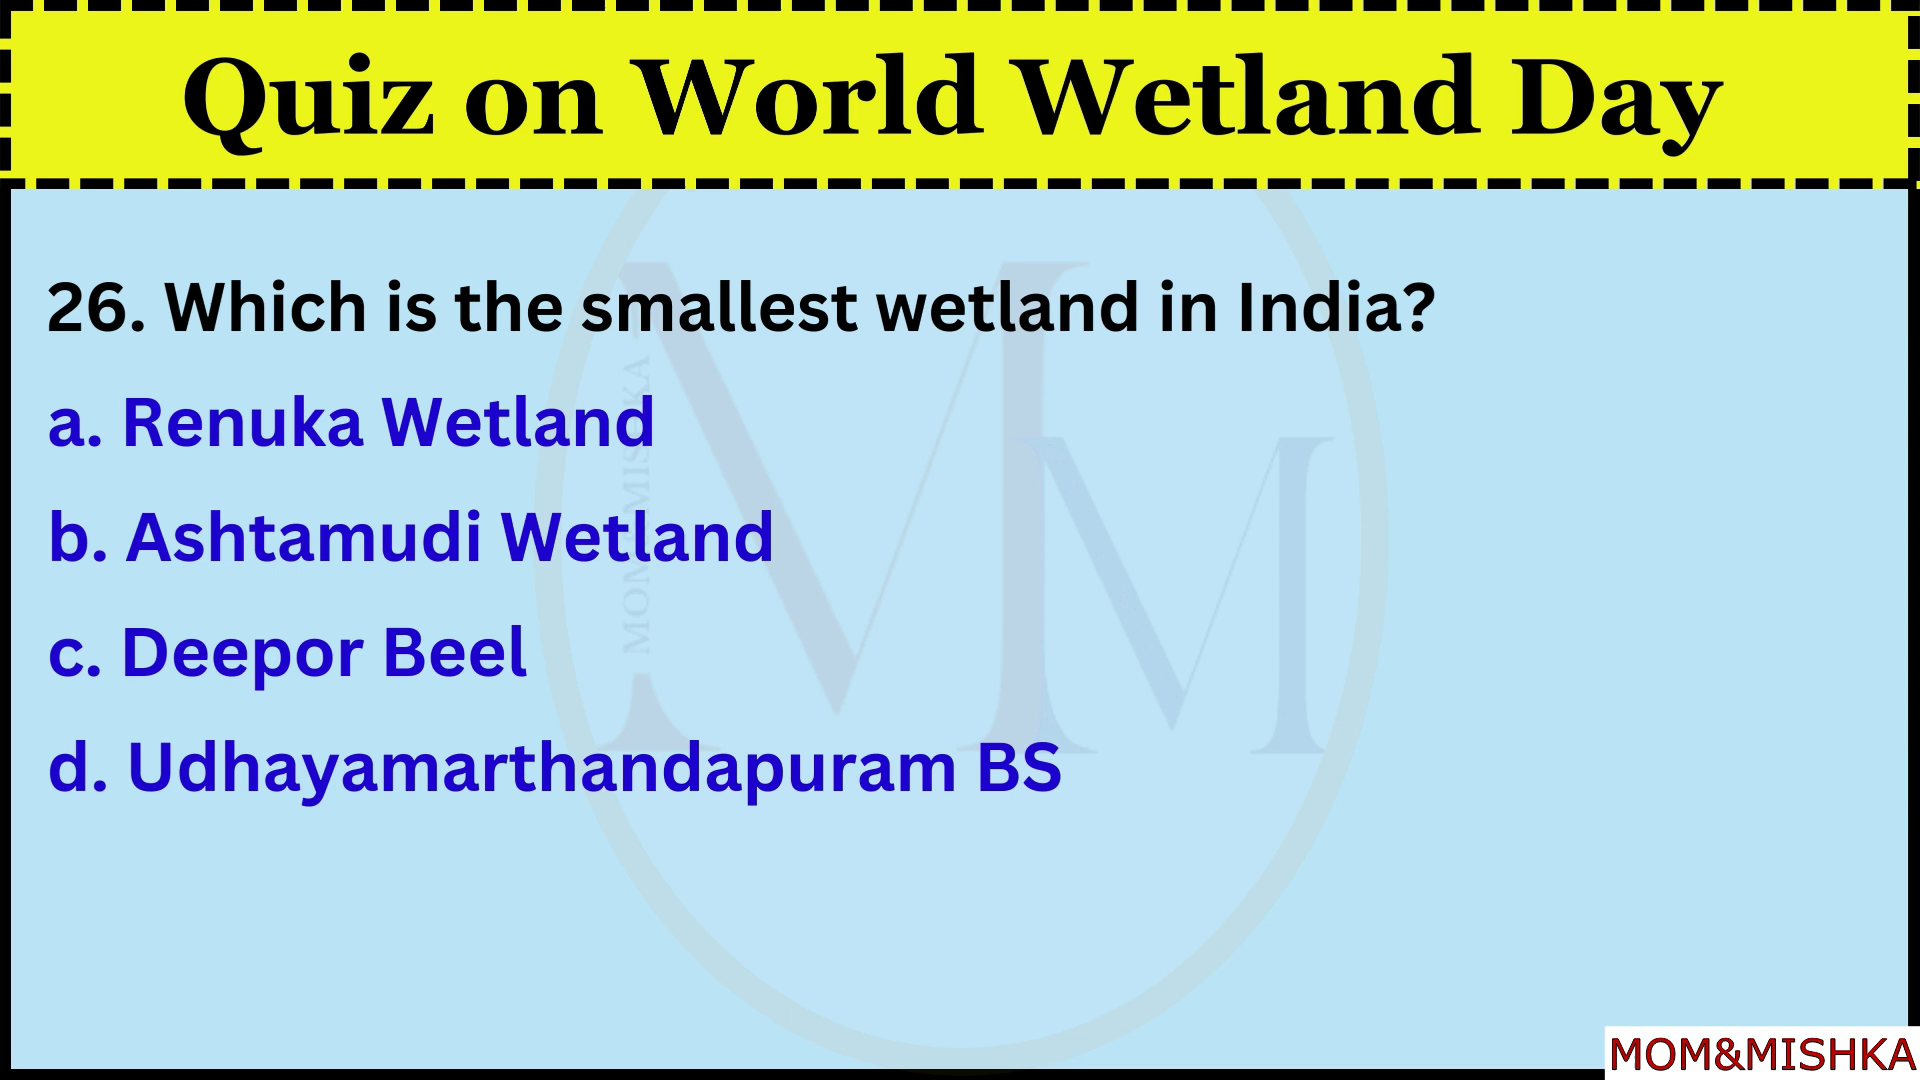 Quiz on World Wetland Day
26. Which is the smallest wetland in India?
a. Renuka Wetland
b. Ashtamudi Wetland
c. Deepor Beel
d. Udhayamarthandapuram BS
MOM&MISHKA